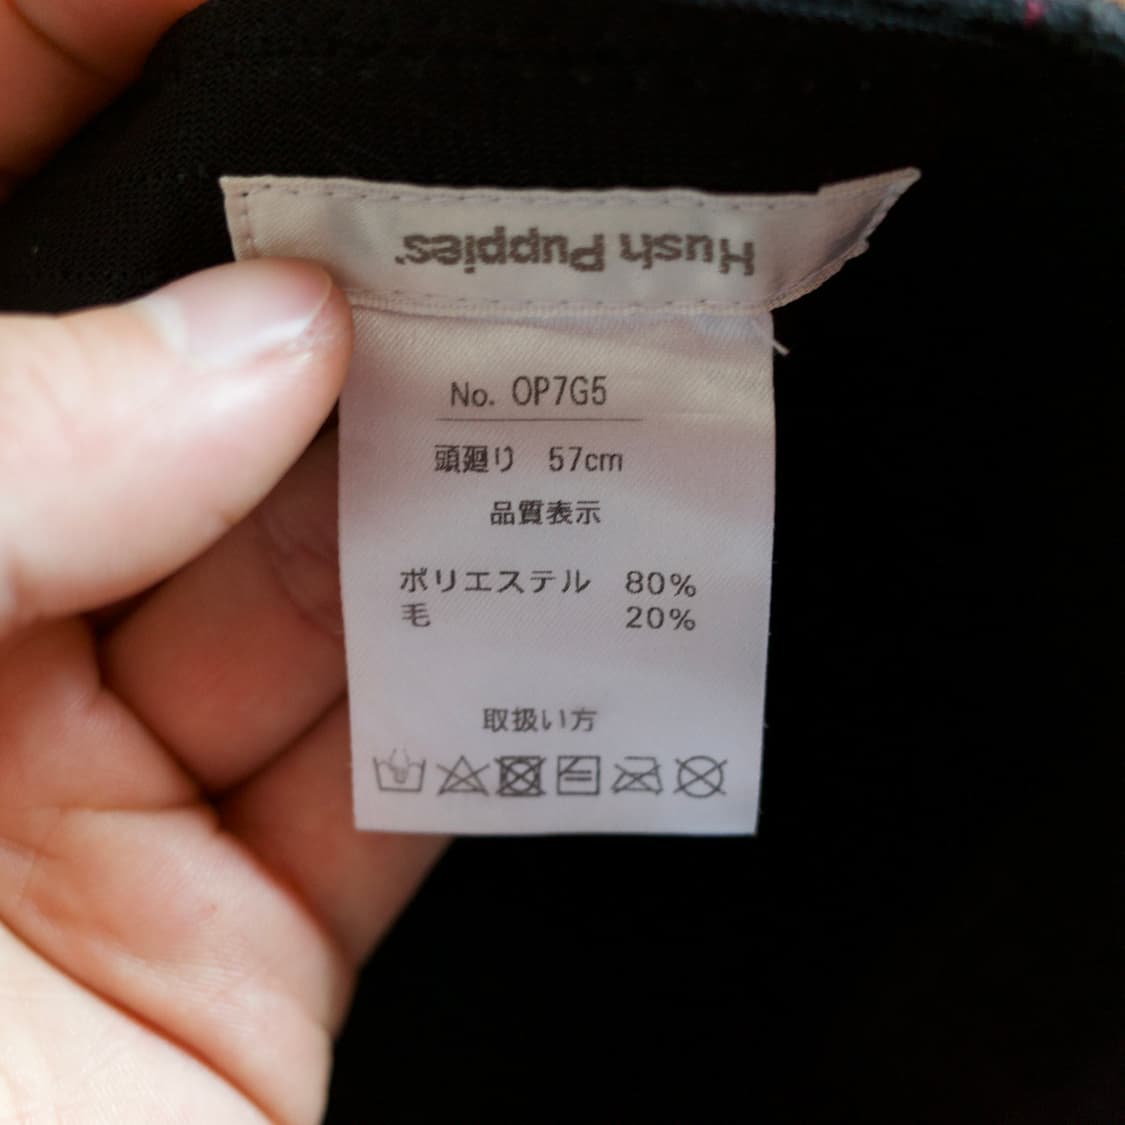 Hush Puppies
No. OP7G5
頭廻り 57cm
品質表示
ポリエステル 80%
毛 20%
取扱い方